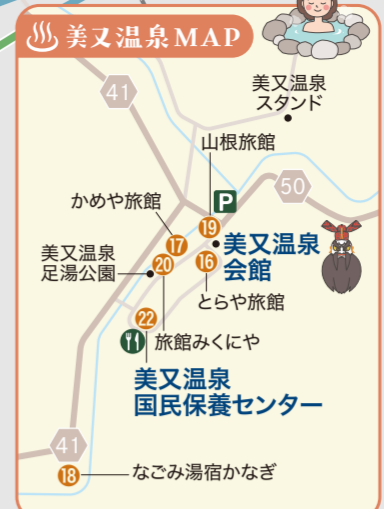 美又温泉MAP
41
美又温泉
スタンド
山根旅館
50
P
かめや旅館
⑲
⑰
美又温泉
会館
美又温泉
足湯公園
⑳
⑯
とらや旅館
㉒
旅館みくにや
美又温泉
国民保養センター
41
⑱
なごみ湯宿かなぎ